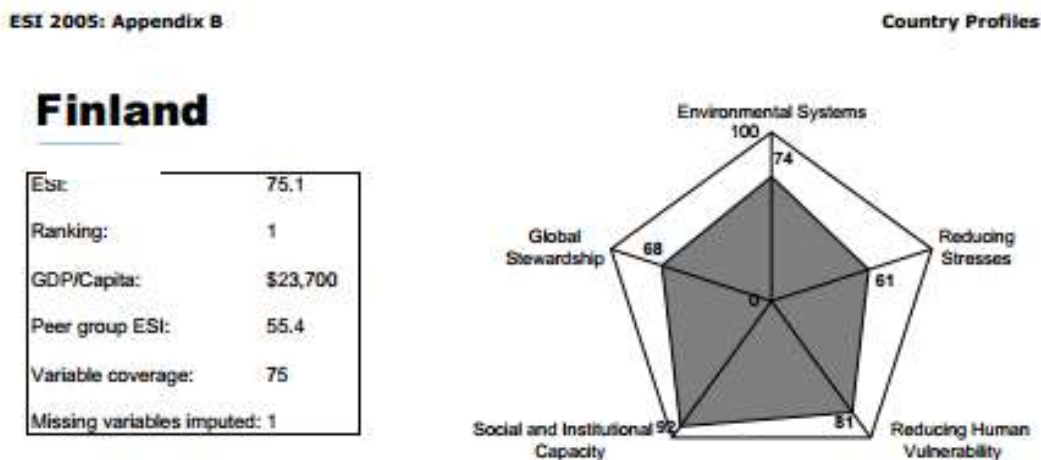 ESI 2005: Appendix B
Country Profiles
Finland
ESI: 75.1
Ranking: 1
GDP/Capita: $23,700
Peer group ESI: 55.4
Variable coverage: 75
Missing variables imputed: 1
Environmental Systems
100
74
Global
Stewardship
68
Reducing
Stresses
61
0
Social and Institutional
Capacity
92
81
Reducing Human
Vulnerability